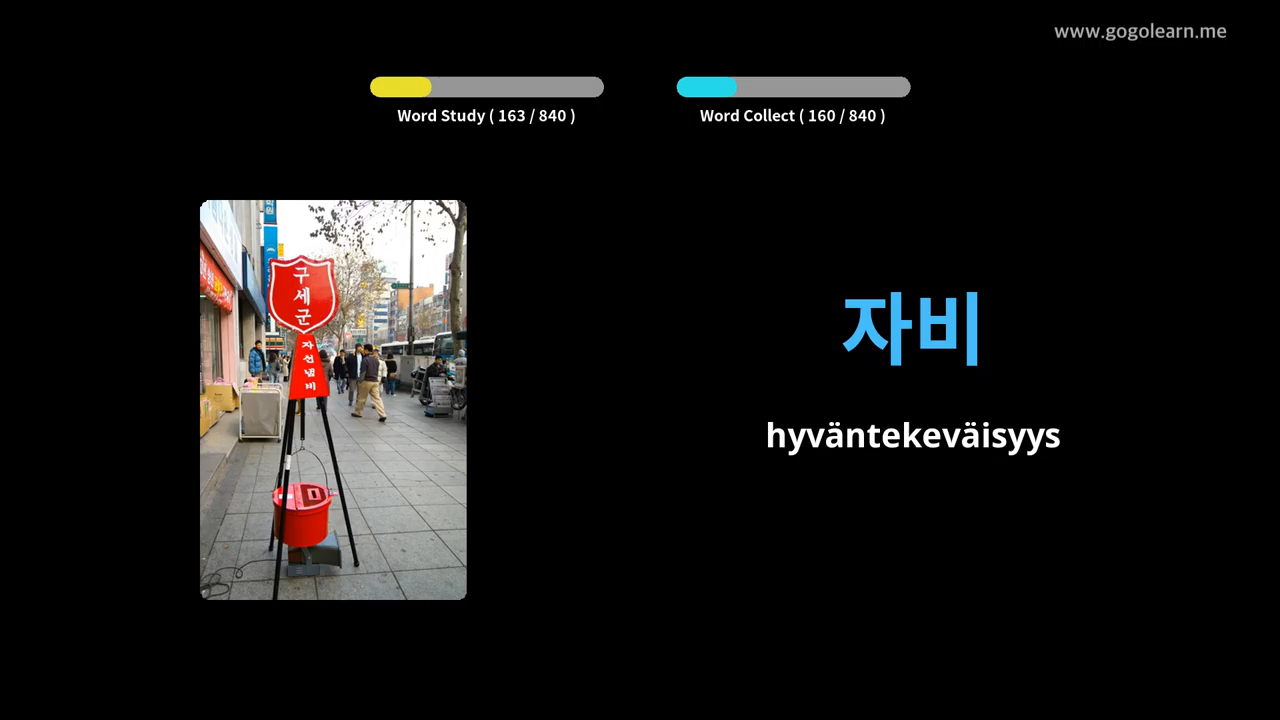 www.gogolearn.me
Word Study ( 163 / 840 )
Word Collect ( 160 / 840 )
구
세
군
자
선
냄
비
자비
hyväntekeväisyys